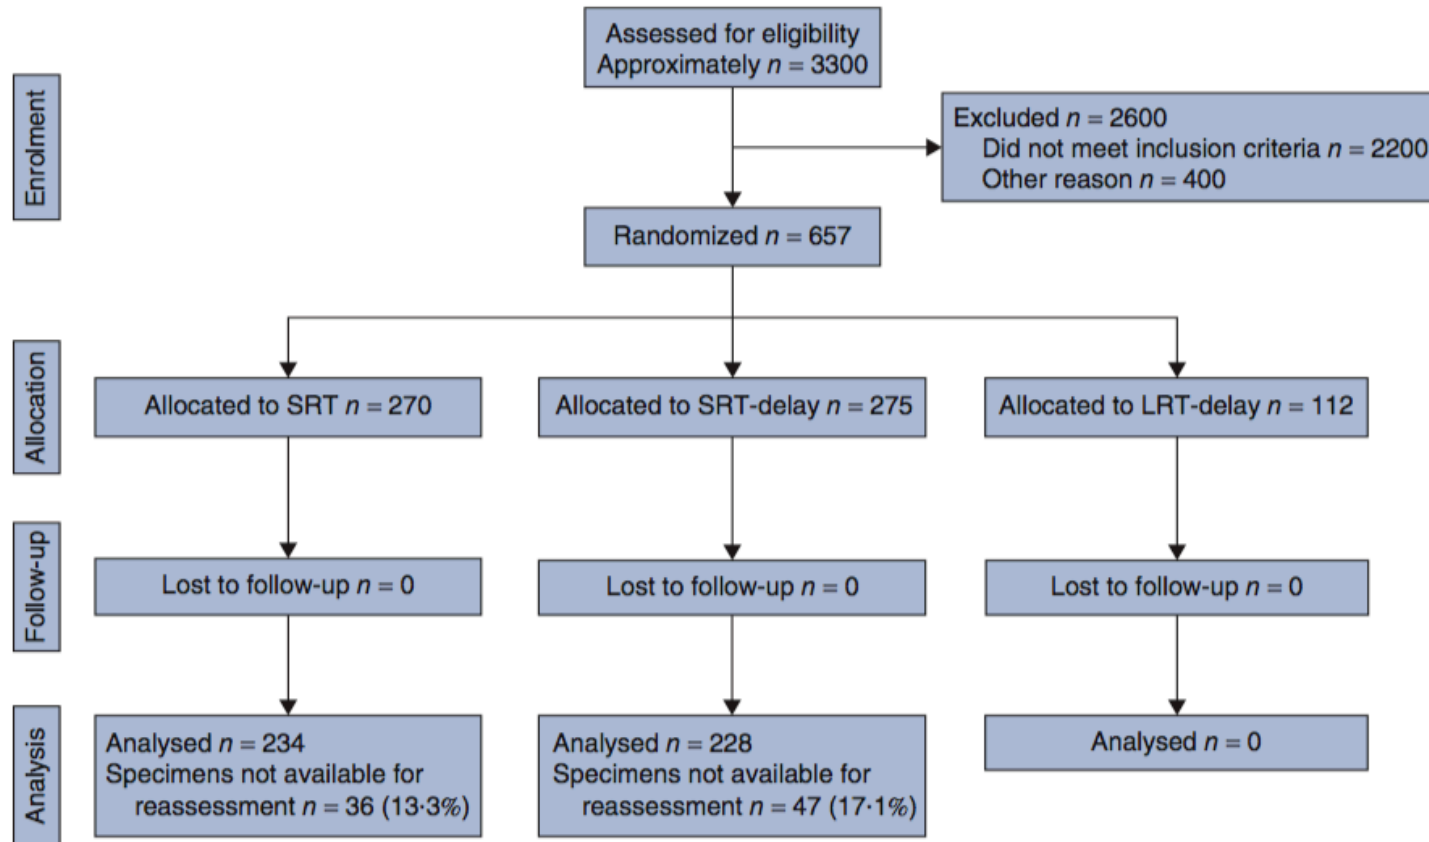 Assessed for eligibility
Approximately n = 3300
Enrolment
Excluded n = 2600
Did not meet inclusion criteria n = 2200
Other reason n = 400
Randomized n = 657
Allocation
Allocated to SRT n = 270
Allocated to SRT-delay n = 275
Allocated to LRT-delay n = 112
Follow-up
Lost to follow-up n = 0
Lost to follow-up n = 0
Lost to follow-up n = 0
Analysis
Analysed n = 234
Specimens not available for
reassessment n = 36 (13·3%)
Analysed n = 228
Specimens not available for
reassessment n = 47 (17·1%)
Analysed n = 0